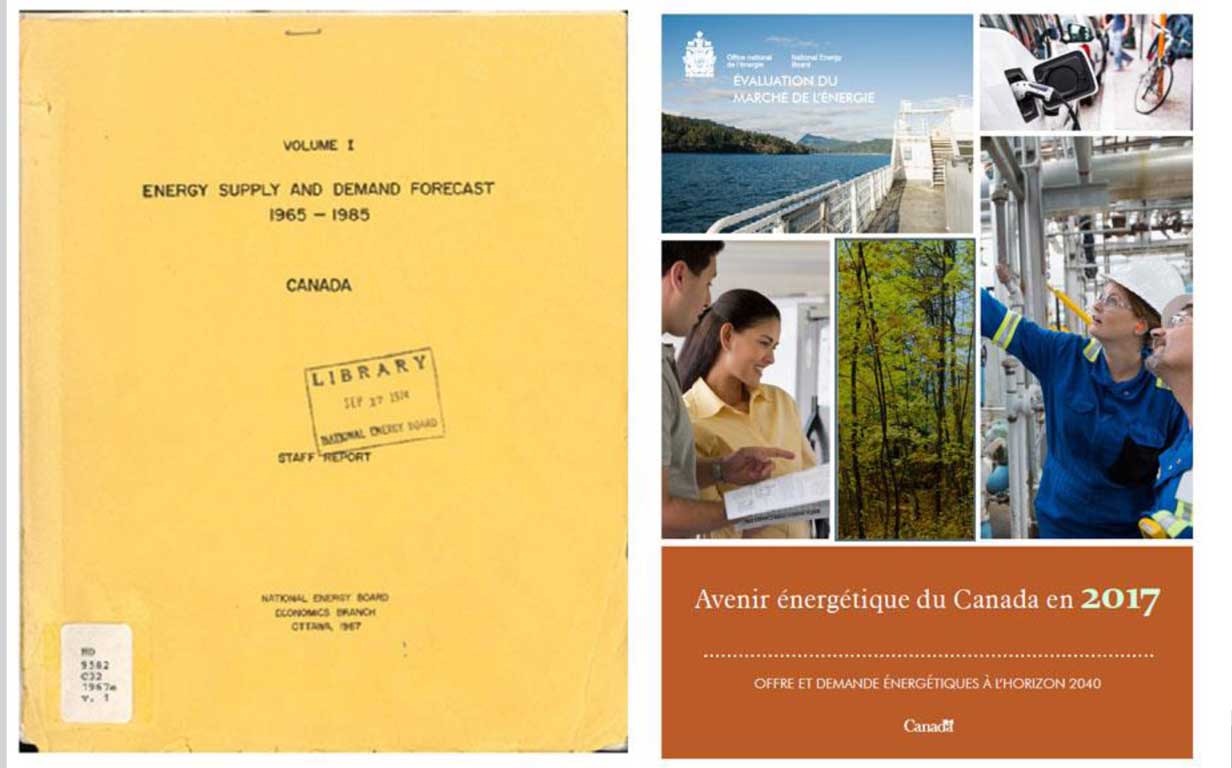 VOLUME I
ENERGY SUPPLY AND DEMAND FORECAST
1965 – 1985
CANADA
LIBRARY
SEP 27 1974
NATIONAL ENERGY BOARD
STAFF REPORT
NATIONAL ENERGY BOARD
ECONOMICS BRANCH
OTTAWA, 1967
HD
9502
C32
1967m
v. 1
Office national
de l'énergie
National Energy
Board
ÉVALUATION DU
MARCHÉ DE L'ÉNERGIE
Avenir énergétique du Canada en 2017
OFFRE ET DEMANDE ÉNERGÉTIQUES À L'HORIZON 2040
Canada